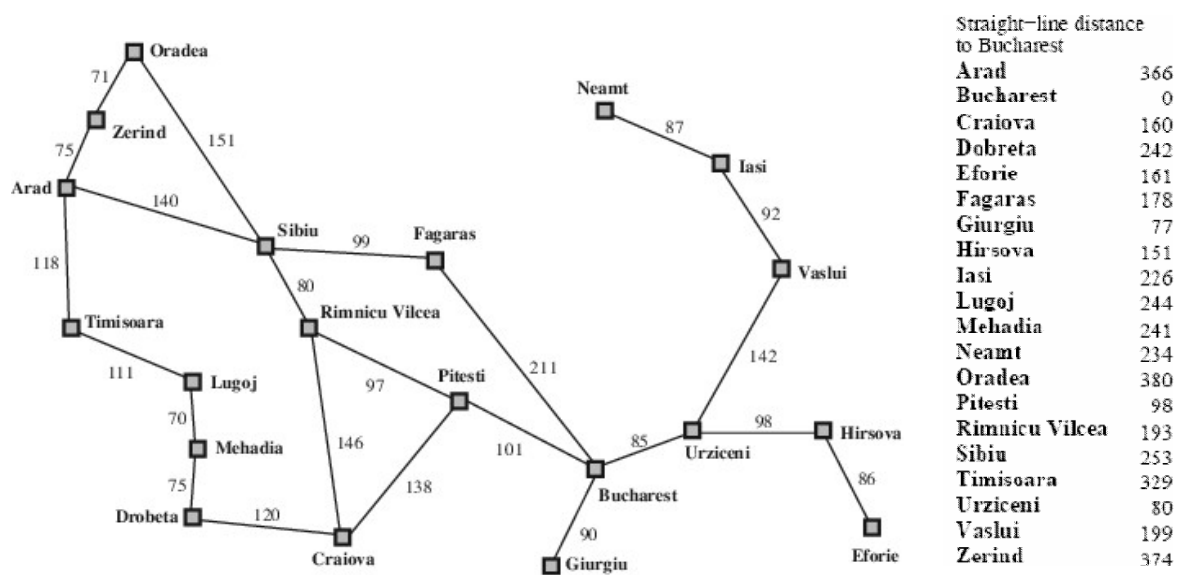 Oradea
71
Neamt
87
Zerind
151
75
Iasi
Arad
140
92
Sibiu
99
Fagaras
118
Vaslui
80
Timisoara
Rimnicu Vilcea
142
111
Lugoj
Pitesti
211
97
70
98
Hirsova
146
85
Urziceni
Mehadia
101
86
138
Bucharest
75
Drobeta
120
90
Craiova
Giurgiu
Eforie
Straight−line distance
to Bucharest
Arad 366
Bucharest 0
Craiova 160
Dobreta 242
Eforie 161
Fagaras 178
Giurgiu 77
Hirsova 151
Iasi 226
Lugoj 244
Mehadia 241
Neamt 234
Oradea 380
Pitesti 98
Rimnicu Vilcea 193
Sibiu 253
Timisoara 329
Urziceni 80
Vaslui 199
Zerind 374